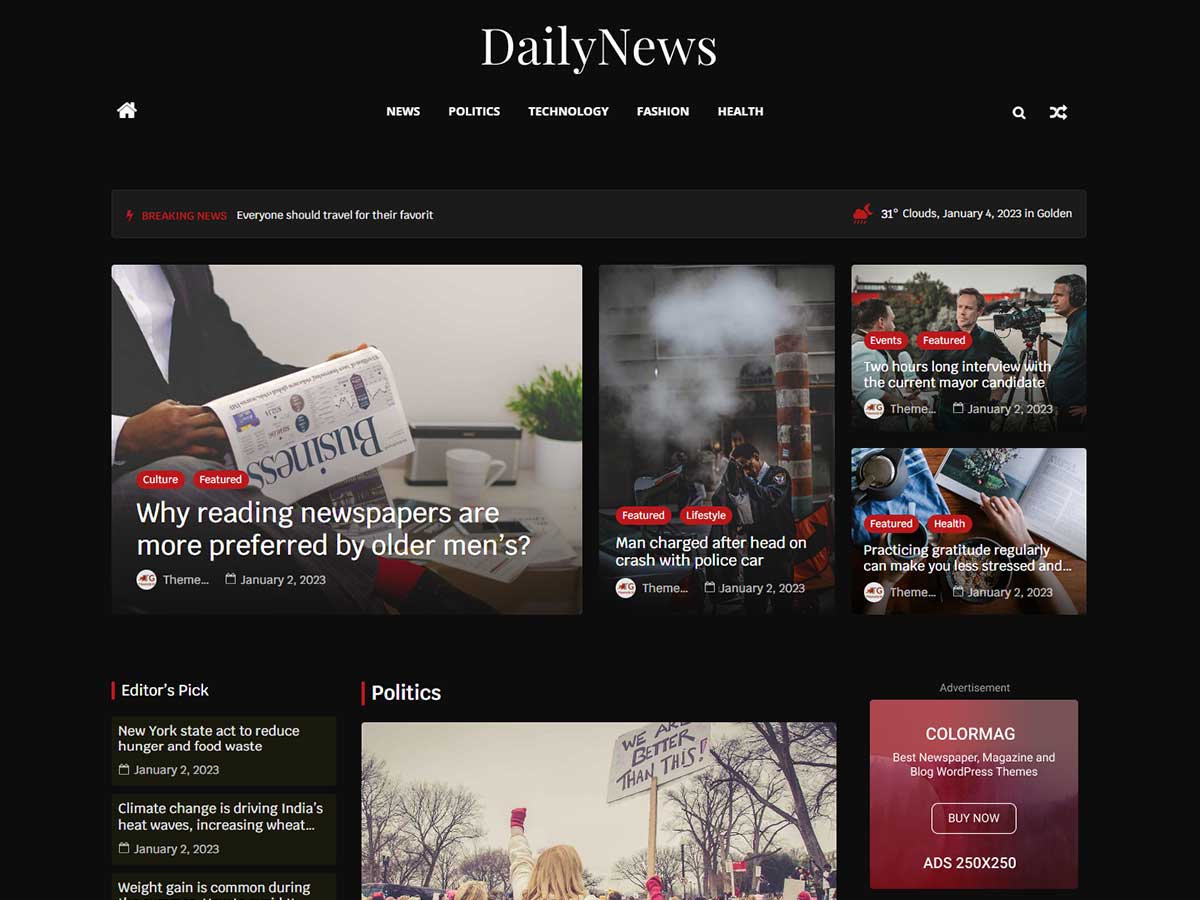 DailyNews
NEWS POLITICS TECHNOLOGY FASHION HEALTH
BREAKING NEWS Everyone should travel for their favorit
31° Clouds, January 4, 2023 in Golden
Business
Culture Featured
Why reading newspapers are
more preferred by older men’s?
Theme... January 2, 2023
Featured Lifestyle
Man charged after head on
crash with police car
Theme... January 2, 2023
Events Featured
Two hours long interview with
the current mayor candidate
Theme... January 2, 2023
Featured Health
Practicing gratitude regularly
can make you less stressed and...
Theme... January 2, 2023
Editor’s Pick
New York state act to reduce
hunger and food waste
January 2, 2023
Climate change is driving India’s
heat waves, increasing wheat...
January 2, 2023
Weight gain is common during
Politics
WE ARE
BETTER
THAN THIS!
Advertisement
COLORMAG
Best Newspaper, Magazine and
Blog WordPress Themes
BUY NOW
ADS 250X250